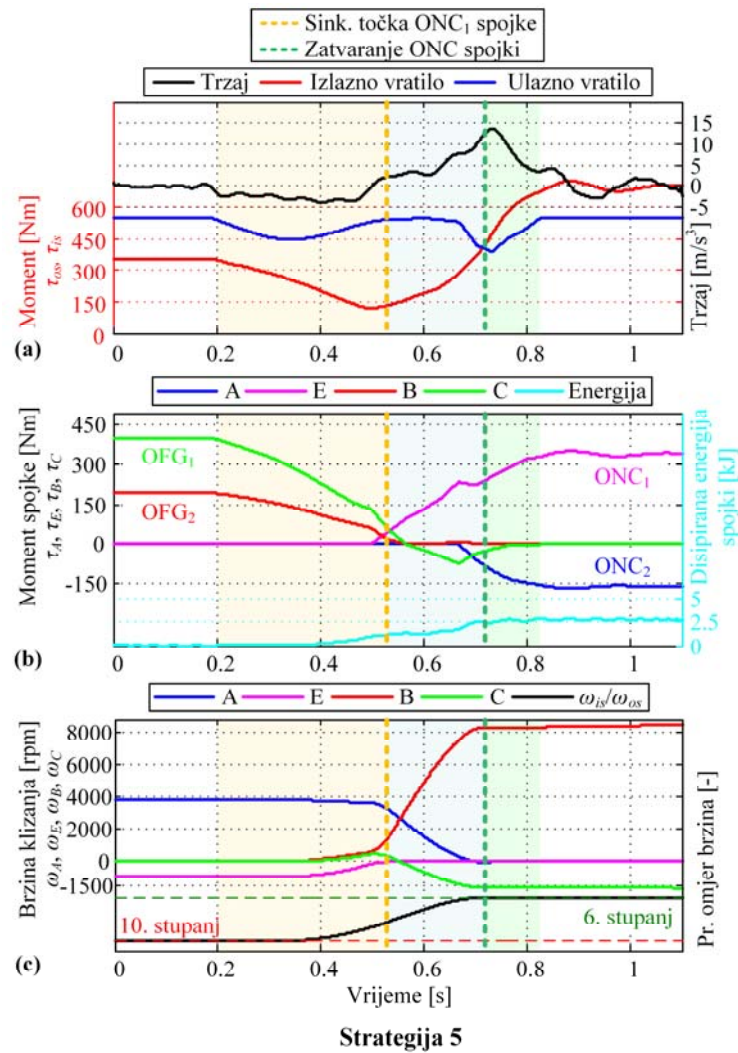 Sink. točka ONC₁ spojke
Zatvaranje ONC spojki
Trzaj Izlazno vratilo Ulazno vratilo
Moment [Nm]
τos, τis
600
450
300
150
0
15
10
5
0
-5
Trzaj [m/s³]
(a)
0 0.2 0.4 0.6 0.8 1
A E B C Energija
Moment spojke [Nm]
τA, τE, τB, τC
450
300
150
0
-150
OFG₁
OFG₂
ONC₁
ONC₂
5
2.5
0
Disipirana energija
spojki [kJ]
(b)
0 0.2 0.4 0.6 0.8 1
A E B C ωis/ωos
Brzina klizanja [rpm]
ωA, ωE, ωB, ωC
8000
6000
4000
2000
0
-1500
10. stupanj
6. stupanj
Pr. omjer brzina [-]
(c)
0 0.2 0.4 0.6 0.8 1
Vrijeme [s]
Strategija 5